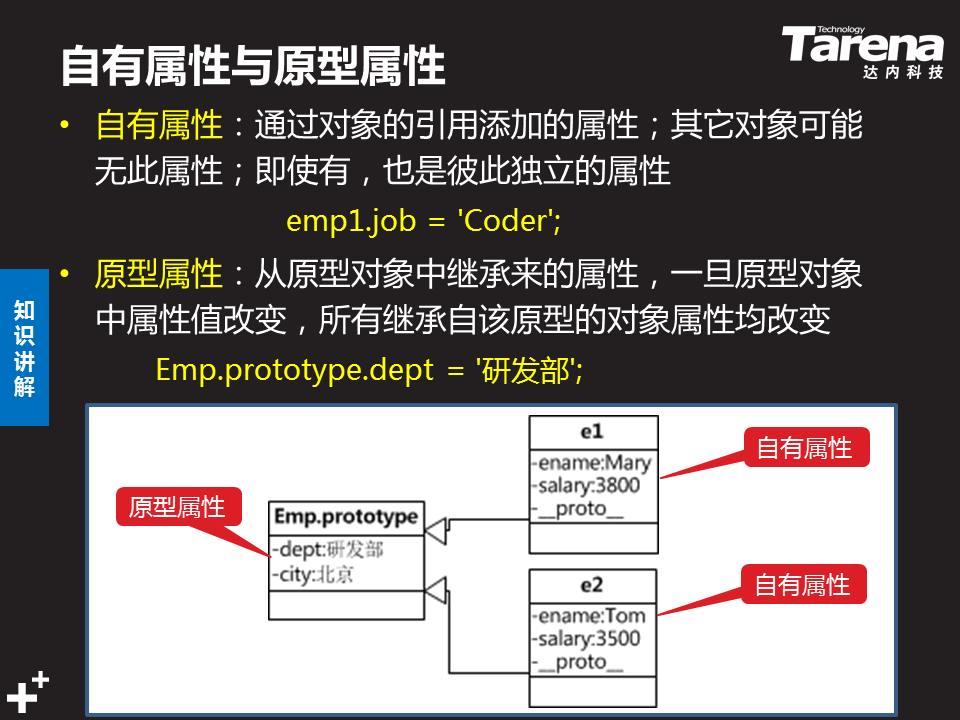 自有属性与原型属性
Technology
Tarena
达内科技
• 自有属性：通过对象的引用添加的属性；其它对象可能
无此属性；即使有，也是彼此独立的属性
emp1.job = 'Coder';
• 原型属性：从原型对象中继承来的属性，一旦原型对象
中属性值改变，所有继承自该原型的对象属性均改变
Emp.prototype.dept = '研发部';
知
识
讲
解
原型属性
Emp.prototype
-dept:研发部
-city:北京
e1
-ename:Mary
-salary:3800
-__proto__
自有属性
e2
-ename:Tom
-salary:3500
-__proto__
自有属性